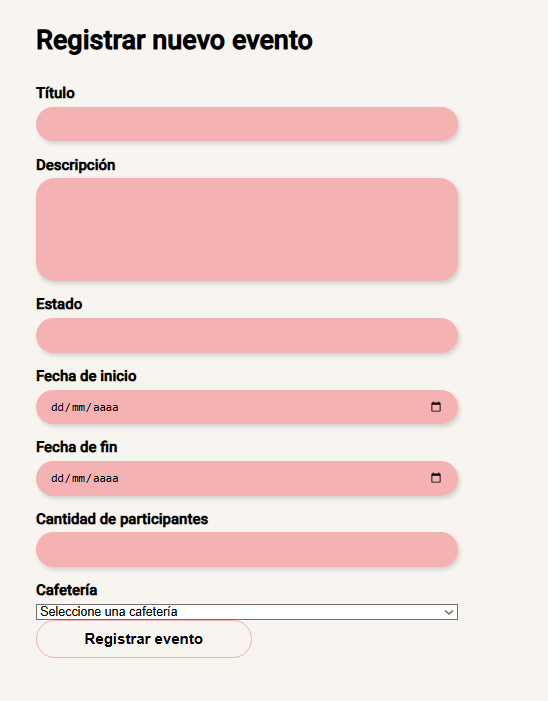 Registrar nuevo evento
Título
Descripción
Estado
Fecha de inicio
dd/mm/aaaa
Fecha de fin
dd/mm/aaaa
Cantidad de participantes
Cafetería
Seleccione una cafetería
Registrar evento